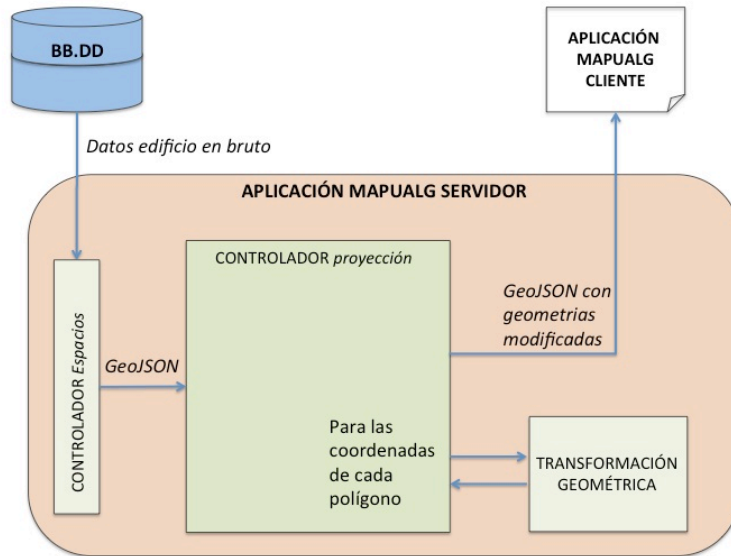 BB.DD
APLICACIÓN
MAPUALG
CLIENTE
Datos edificio en bruto
APLICACIÓN MAPUALG SERVIDOR
CONTROLADOR Espacios
GeoJSON
CONTROLADOR proyección
GeoJSON con
geometrias
modificadas
Para las
coordenadas
de cada
polígono
TRANSFORMACIÓN
GEOMÉTRICA